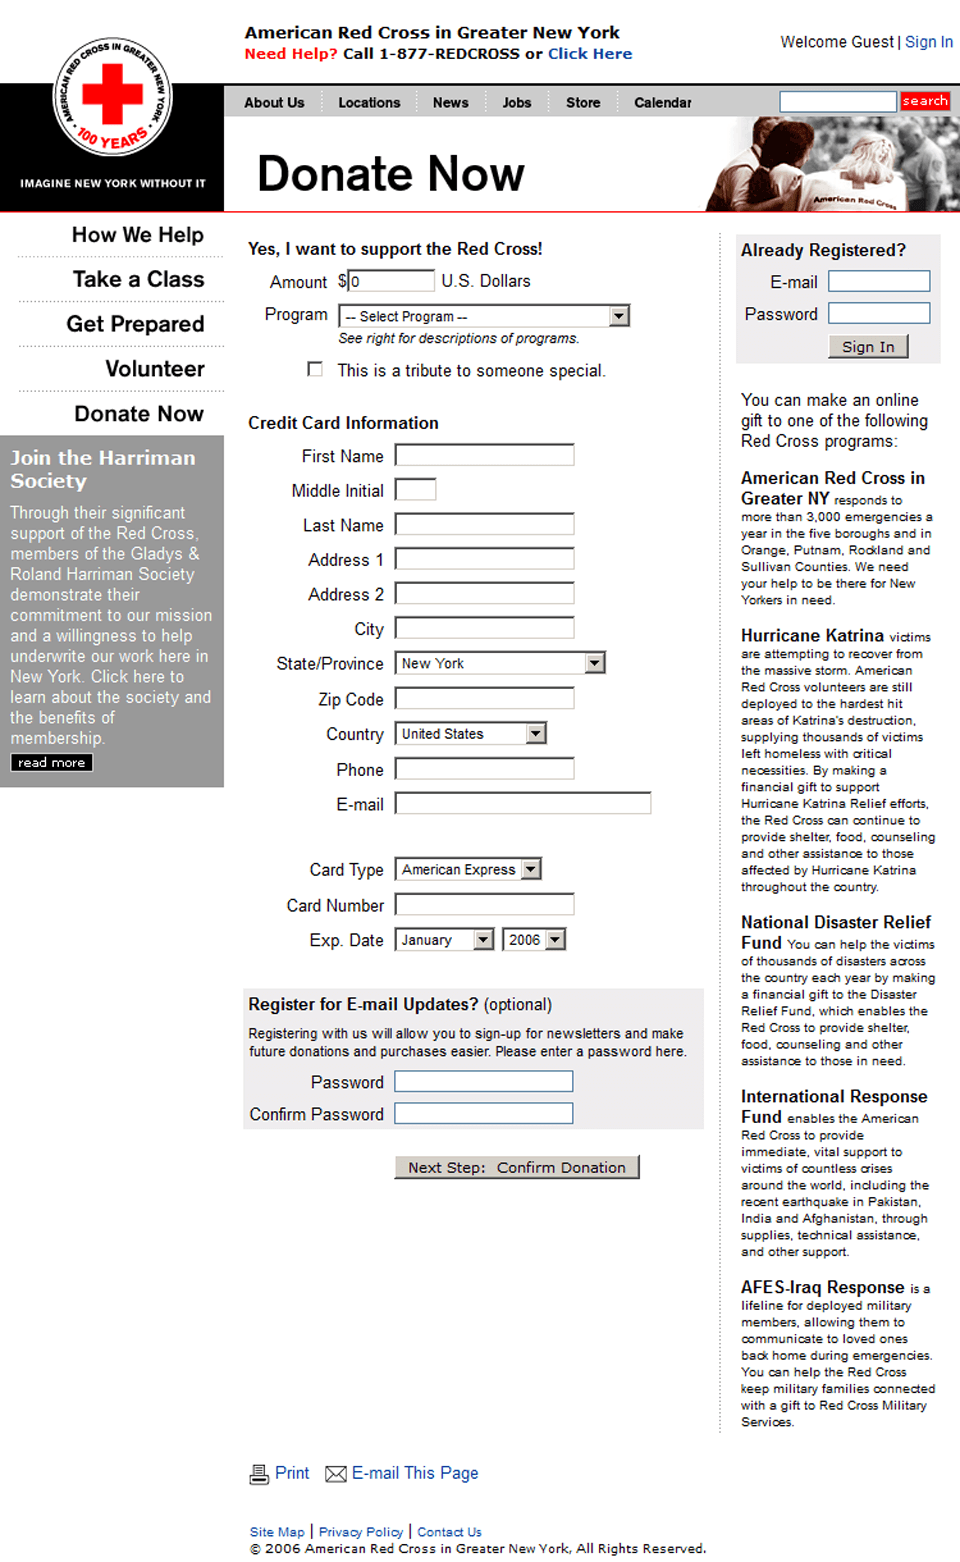 American Red Cross in Greater New York
Need Help? Call 1-877-REDCROSS or Click Here
Welcome Guest | Sign In
AMERICAN RED CROSS IN GREATER NEW YORK
• 100 YEARS •
IMAGINE NEW YORK WITHOUT IT
About Us
Locations
News
Jobs
Store
Calendar
search
Donate Now
American Red Cross
How We Help
Take a Class
Get Prepared
Volunteer
Donate Now
Join the Harriman
Society
Through their significant
support of the Red Cross,
members of the Gladys &
Roland Harriman Society
demonstrate their
commitment to our mission
and a willingness to help
underwrite our work here in
New York. Click here to
learn about the society and
the benefits of
membership.
read more
Yes, I want to support the Red Cross!
Amount $0 U.S. Dollars
Program -- Select Program --
See right for descriptions of programs.
This is a tribute to someone special.
Credit Card Information
First Name
Middle Initial
Last Name
Address 1
Address 2
City
State/Province New York
Zip Code
Country United States
Phone
E-mail
Card Type American Express
Card Number
Exp. Date January 2006
Register for E-mail Updates? (optional)
Registering with us will allow you to sign-up for newsletters and make
future donations and purchases easier. Please enter a password here.
Password
Confirm Password
Next Step: Confirm Donation
Already Registered?
E-mail
Password
Sign In
You can make an online
gift to one of the following
Red Cross programs:
American Red Cross in
Greater NY responds to
more than 3,000 emergencies a
year in the five boroughs and in
Orange, Putnam, Rockland and
Sullivan Counties. We need
your help to be there for New
Yorkers in need.
Hurricane Katrina victims
are attempting to recover from
the massive storm. American
Red Cross volunteers are still
deployed to the hardest hit
areas of Katrina's destruction,
supplying thousands of victims
left homeless with critical
necessities. By making a
financial gift to support
Hurricane Katrina Relief efforts,
the Red Cross can continue to
provide shelter, food, counseling
and other assistance to those
affected by Hurricane Katrina
throughout the country.
National Disaster Relief
Fund You can help the victims
of thousands of disasters across
the country each year by making
a financial gift to the Disaster
Relief Fund, which enables the
Red Cross to provide shelter,
food, counseling and other
assistance to those in need.
International Response
Fund enables the American
Red Cross to provide
immediate, vital support to
victims of countless crises
around the world, including the
recent earthquake in Pakistan,
India and Afghanistan, through
supplies, technical assistance,
and other support.
AFES-Iraq Response is a
lifeline for deployed military
members, allowing them to
communicate to loved ones
back home during emergencies.
You can help the Red Cross
keep military families connected
with a gift to Red Cross Military
Services.
Print E-mail This Page
Site Map | Privacy Policy | Contact Us
© 2006 American Red Cross in Greater New York, All Rights Reserved.